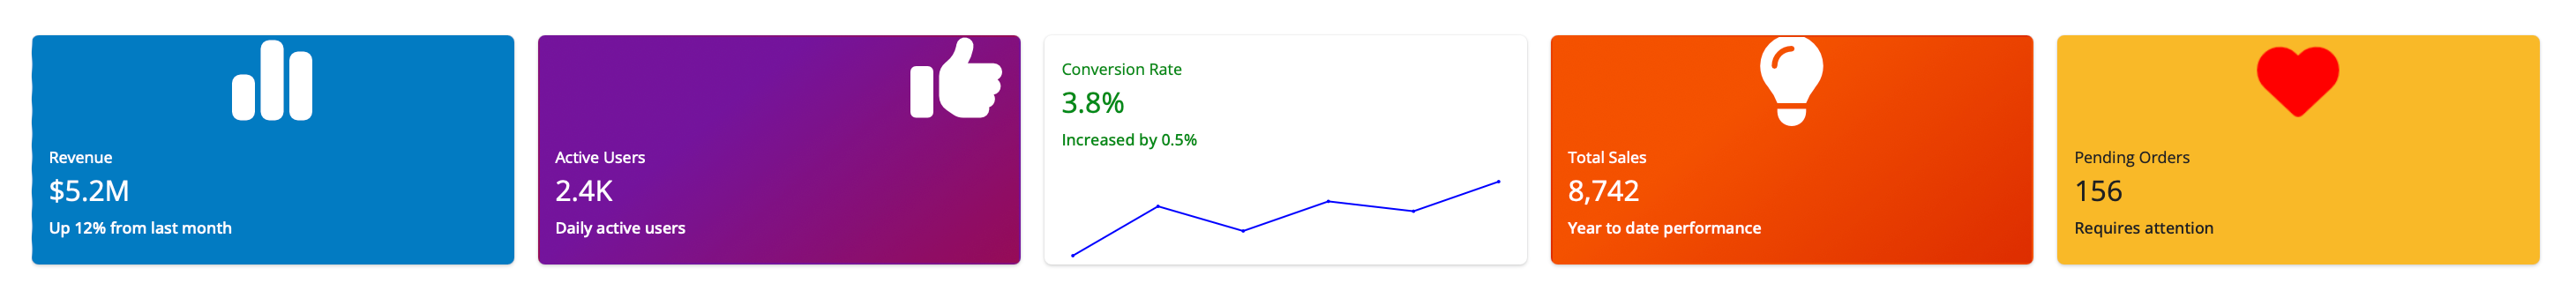 Revenue
$5.2M
Up 12% from last month
Active Users
2.4K
Daily active users
Conversion Rate
3.8%
Increased by 0.5%
Total Sales
8,742
Year to date performance
Pending Orders
156
Requires attention